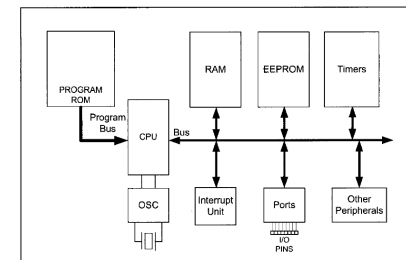 PROGRAM
ROM
RAM
EEPROM
Timers
Program
Bus
CPU
Bus
OSC
Interrupt
Unit
Ports
Other
Peripherals
I/O
PINS